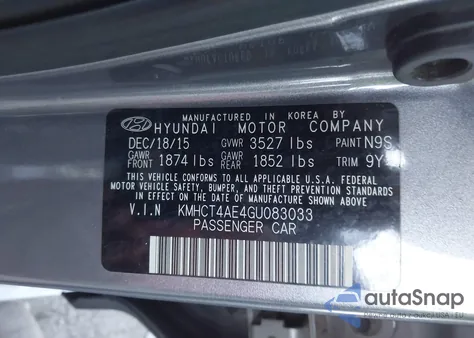 MANUFACTURED IN KOREA BY
HYUNDAI MOTOR COMPANY
DEC/18/15 GVWR 3527 lbs PAINT N9S
GAWR FRONT 1874 lbs GAWR REAR 1852 lbs TRIM 9Y
THIS VEHICLE CONFORMS TO ALL APPLICABLE U.S.A. FEDERAL
MOTOR VEHICLE SAFETY, BUMPER, AND THEFT PREVENTION
STANDARDS IN EFFECT ON THE DATE OF MANUFACTURE SHOWN ABOVE.
V.I.N KMHCT4AE4GU083033
PASSENGER CAR
autoSnap